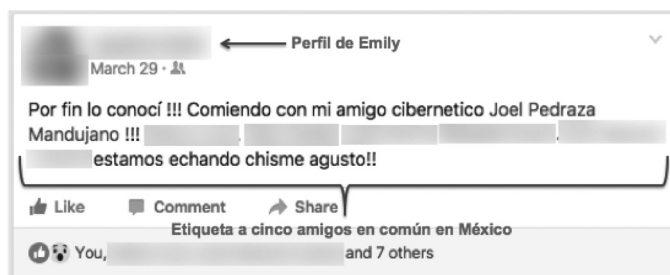 Perfil de Emily
March 29 ·
Por fin lo conocí !!! Comiendo con mi amigo cibernetico Joel Pedraza
Mandujano !!! , .
estamos echando chisme agusto!!
Like Comment Share
Etiqueta a cinco amigos en común en México
You, and 7 others